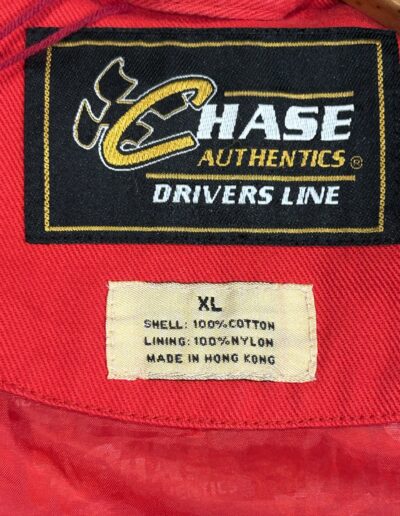 CHASE
AUTHENTICS®
DRIVERS LINE
XL
SHELL: 100% COTTON
LINING: 100% NYLON
MADE IN HONG KONG